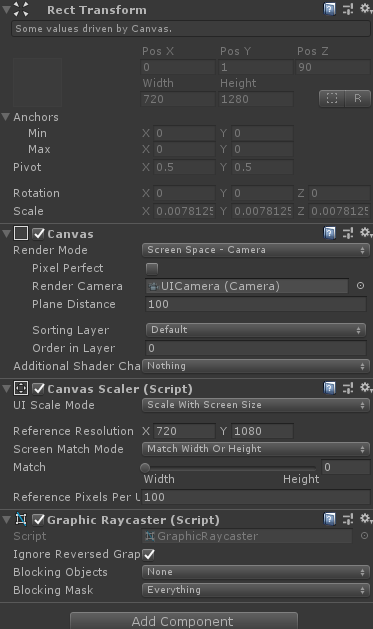 Rect Transform
Some values driven by Canvas.
Pos X Pos Y Pos Z
0 1 90
Width Height
720 1280
R
Anchors
Min X 0 Y 0
Max X 0 Y 0
Pivot X 0.5 Y 0.5
Rotation X 0 Y 0 Z 0
Scale X 0.0078125 Y 0.0078125 Z 0.0078125
Canvas
Render Mode Screen Space - Camera
Pixel Perfect
Render Camera UICamera (Camera)
Plane Distance 100
Sorting Layer Default
Order in Layer 0
Additional Shader Cha Nothing
Canvas Scaler (Script)
UI Scale Mode Scale With Screen Size
Reference Resolution X 720 Y 1080
Screen Match Mode Match Width Or Height
Match 0
Width Height
Reference Pixels Per U 100
Graphic Raycaster (Script)
Script GraphicRaycaster
Ignore Reversed Grap
Blocking Objects None
Blocking Mask Everything
Add Component